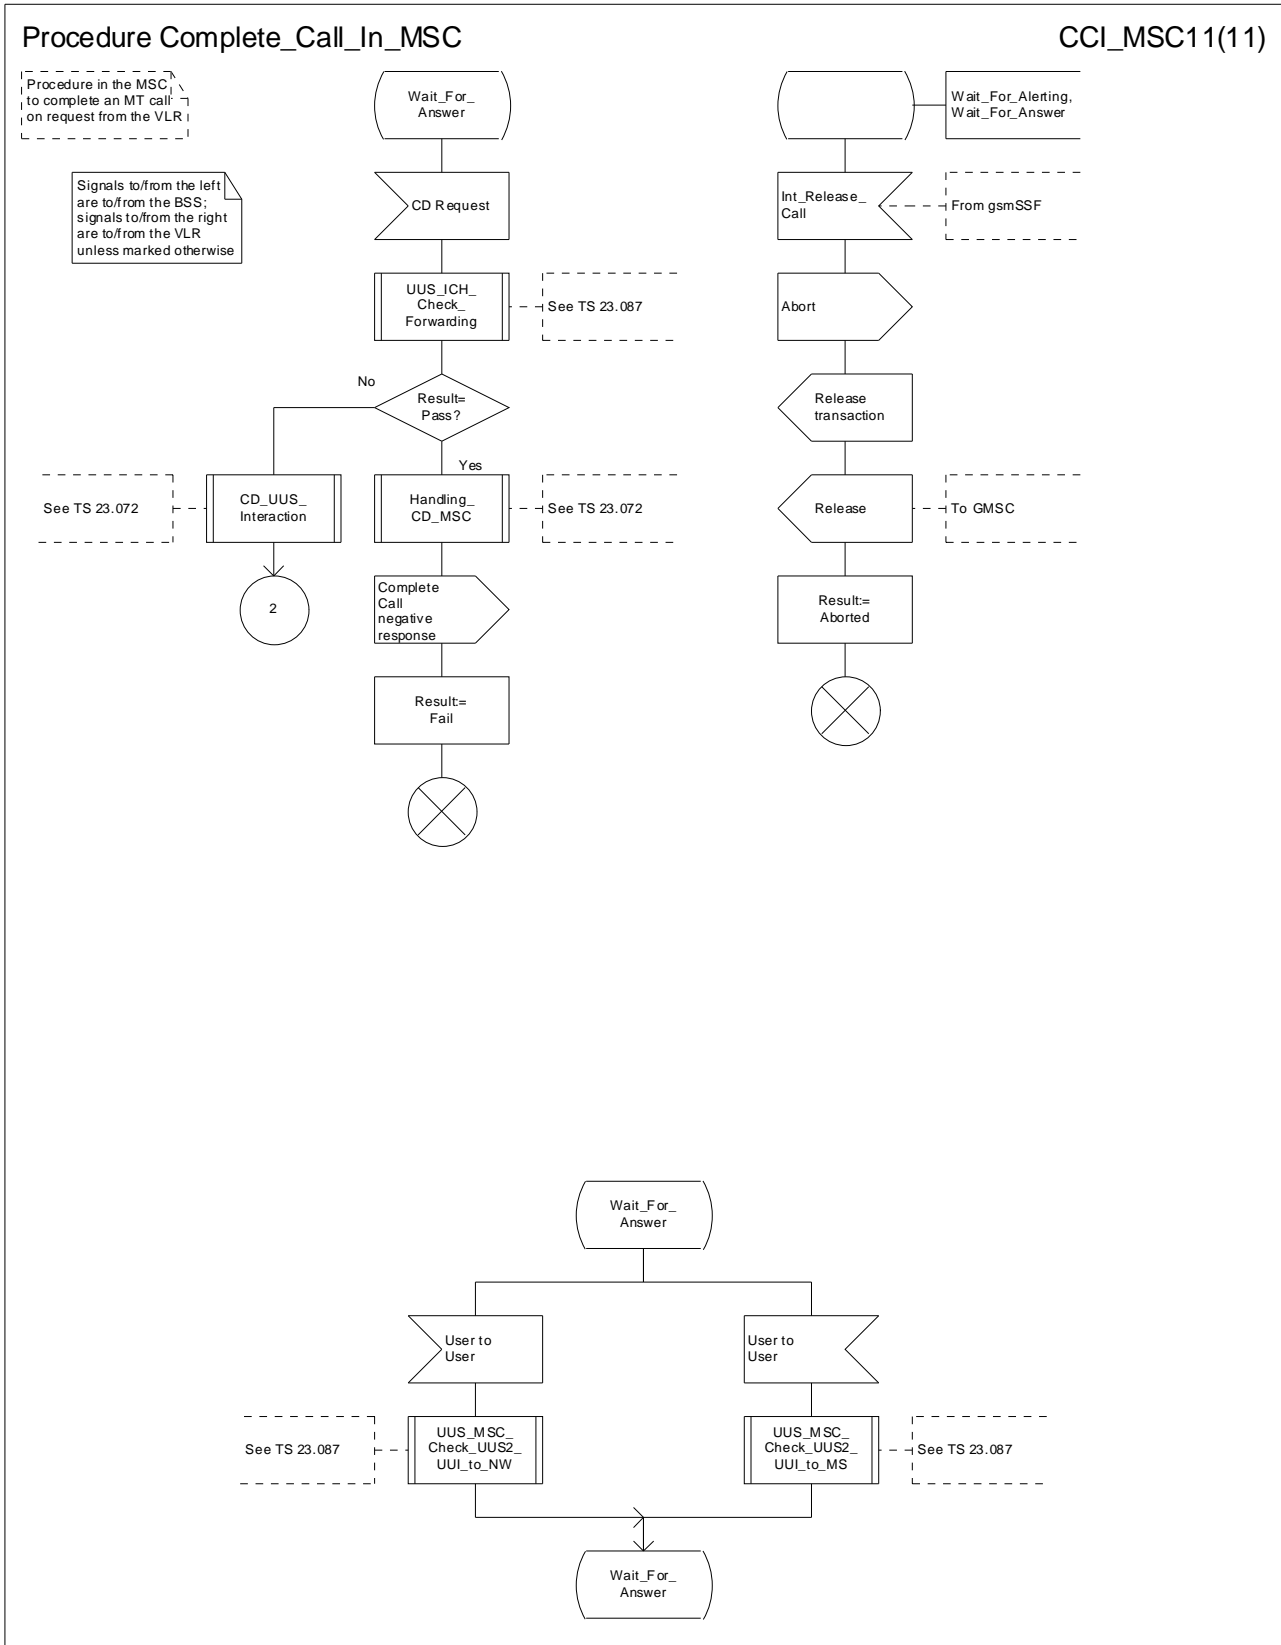 Procedure Complete_Call_In_MSC
CCI_MSC11(11)
Procedure in the MSC
to complete an MT call
on request from the VLR
Signals to/from the left
are to/from the BSS;
signals to/from the right
are to/from the VLR
unless marked otherwise
Wait_For_
Answer
CD Request
UUS_ICH_
Check_
Forwarding
See TS 23.087
Result=
Pass?
No
Yes
See TS 23.072
CD_UUS_
Interaction
2
Handling_
CD_MSC
See TS 23.072
Complete
Call
negative
response
Result:=
Fail
Wait_For_Alerting,
Wait_For_Answer
Int_Release_
Call
From gsmSSF
Abort
Release
transaction
Release
To GMSC
Result:=
Aborted
Wait_For_
Answer
User to
User
User to
User
See TS 23.087
UUS_MSC_
Check_UUS2_
UUI_to_NW
UUS_MSC_
Check_UUS2_
UUI_to_MS
See TS 23.087
Wait_For_
Answer